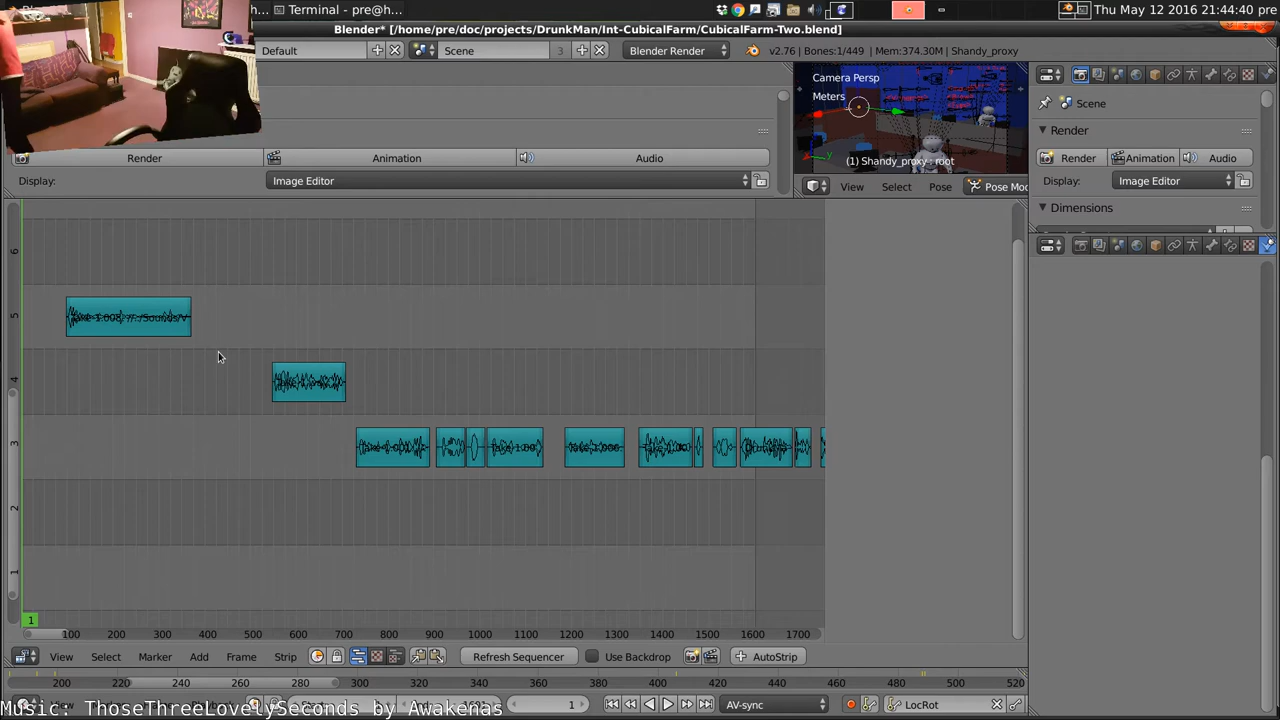 h... Terminal - pre@h... Thu May 12 2016 21:44:40 pre
Blender* [/home/pre/doc/projects/DrunkMan/Int-CubicalFarm/CubicalFarm-Two.blend]
Default Scene 3 Blender Render v2.76 | Bones:1/449 | Mem:374.30M | Shandy_proxy
Camera Persp
Meters
(1) Shandy_proxy : root
Scene
Render
Render Animation Audio
Render Animation Audio
Display: Image Editor
Display: Image Editor
View Select Pose Pose Mod
Dimensions
6
5
4
3
2
1
1
100 200 300 400 500 600 700 800 900 1000 1100 1200 1300 1400 1500 1600 1700
View Select Marker Add Frame Strip Refresh Sequencer Use Backdrop AutoStrip
200 220 240 260 280 300 320 340 360 380 400 420 440 460 480 500 520
1 AV-sync LocRot
Music: ThoseThreeLovelySeconds by Awakenas